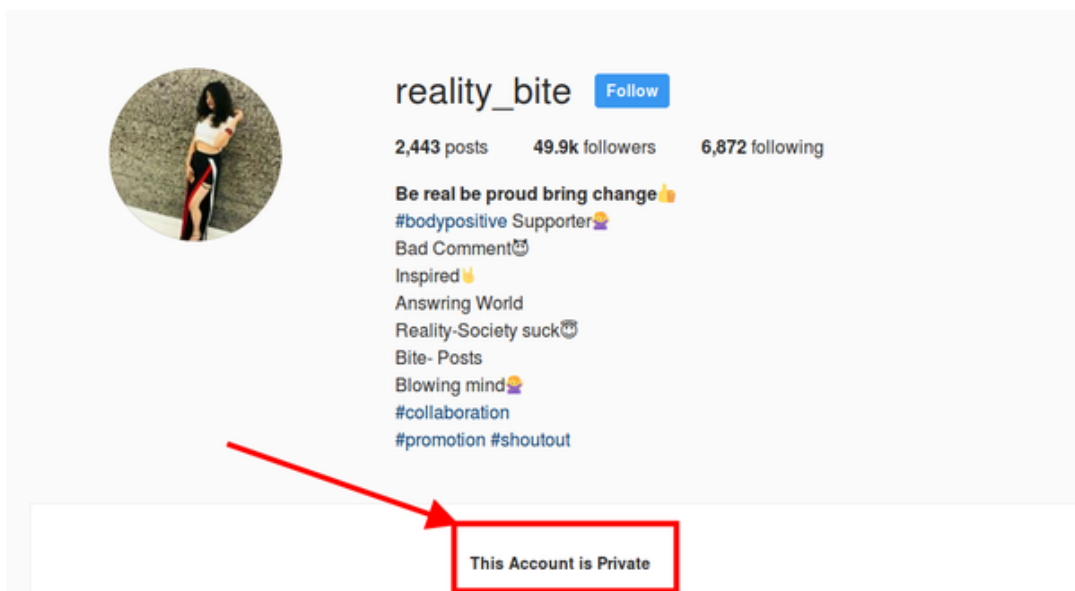 reality_bite Follow
2,443 posts 49.9k followers 6,872 following
Be real be proud bring change👍
#bodypositive Supporter🙅
Bad Comment😈
Inspired🤘
Answring World
Reality-Society suck😇
Bite- Posts
Blowing mind🙅
#collaboration
#promotion #shoutout
This Account is Private